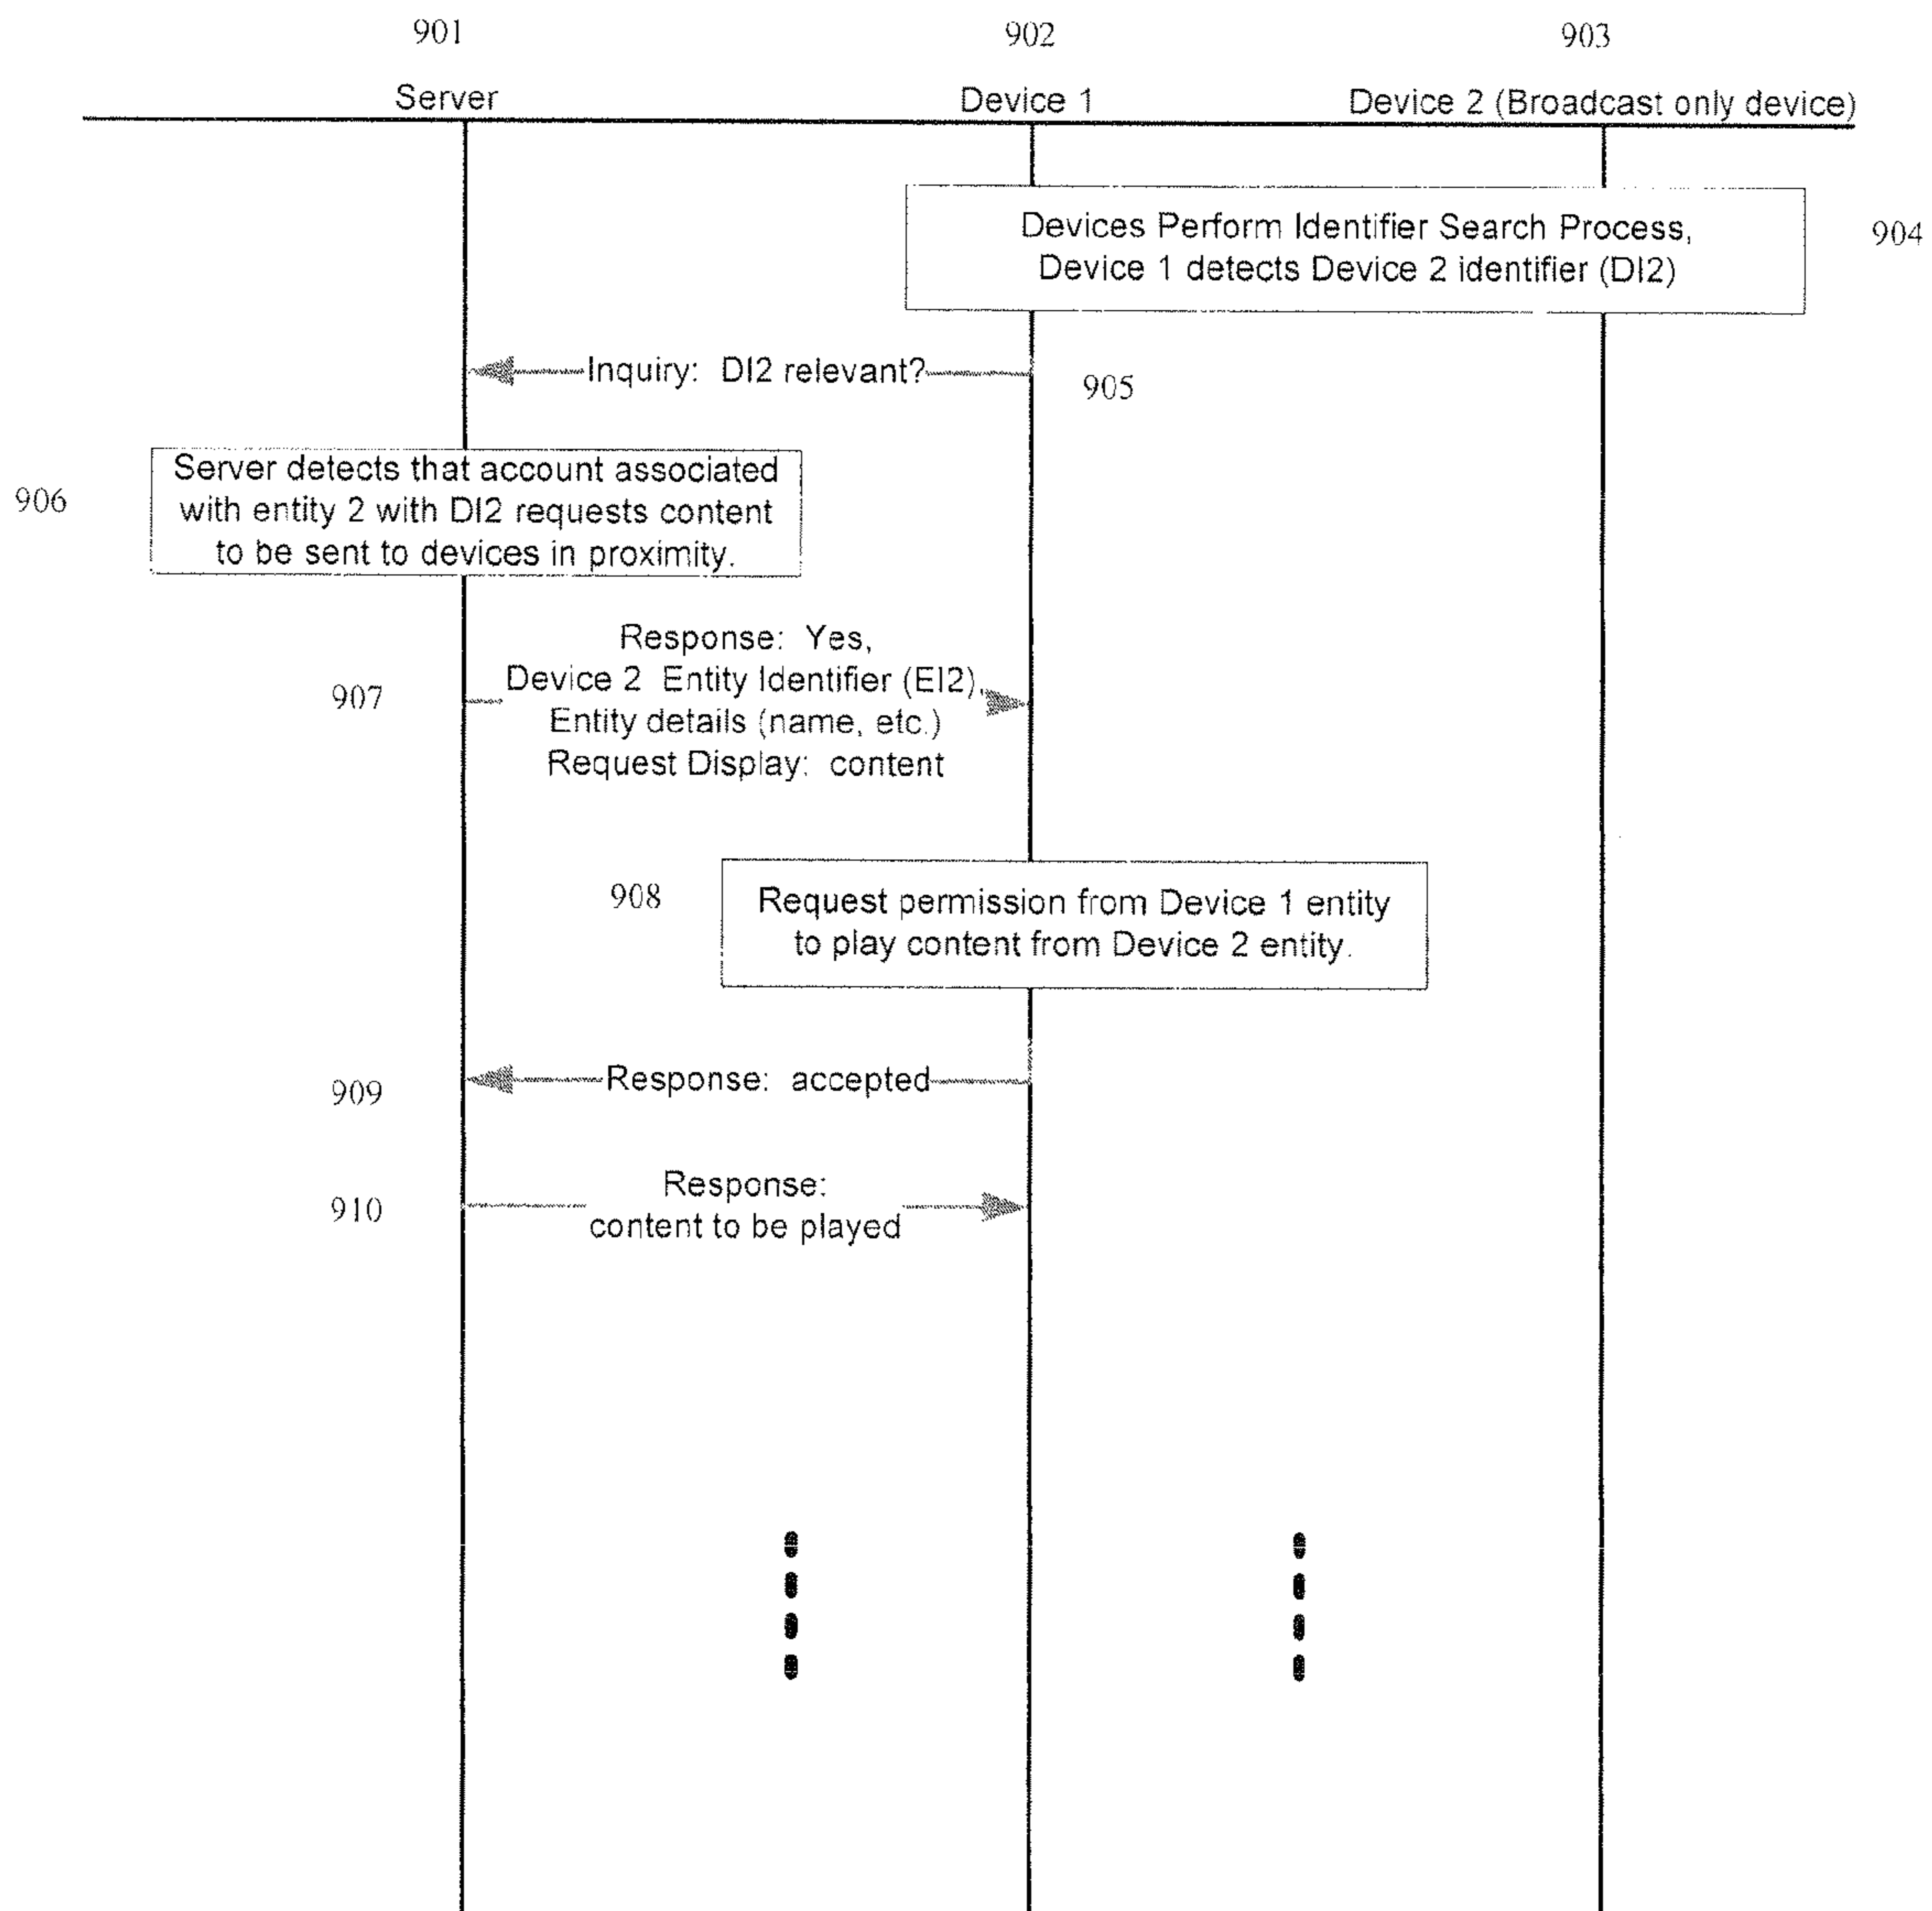 901
902
903
Server
Device 1
Device 2 (Broadcast only device)
Devices Perform Identifier Search Process,
Device 1 detects Device 2 identifier (DI2)
904
Inquiry: DI2 relevant?
905
906
Server detects that account associated
with entity 2 with DI2 requests content
to be sent to devices in proximity.
907
Response: Yes,
Device 2 Entity Identifier (EI2),
Entity details (name, etc.)
Request Display: content
908
Request permission from Device 1 entity
to play content from Device 2 entity.
909
Response: accepted
910
Response:
content to be played